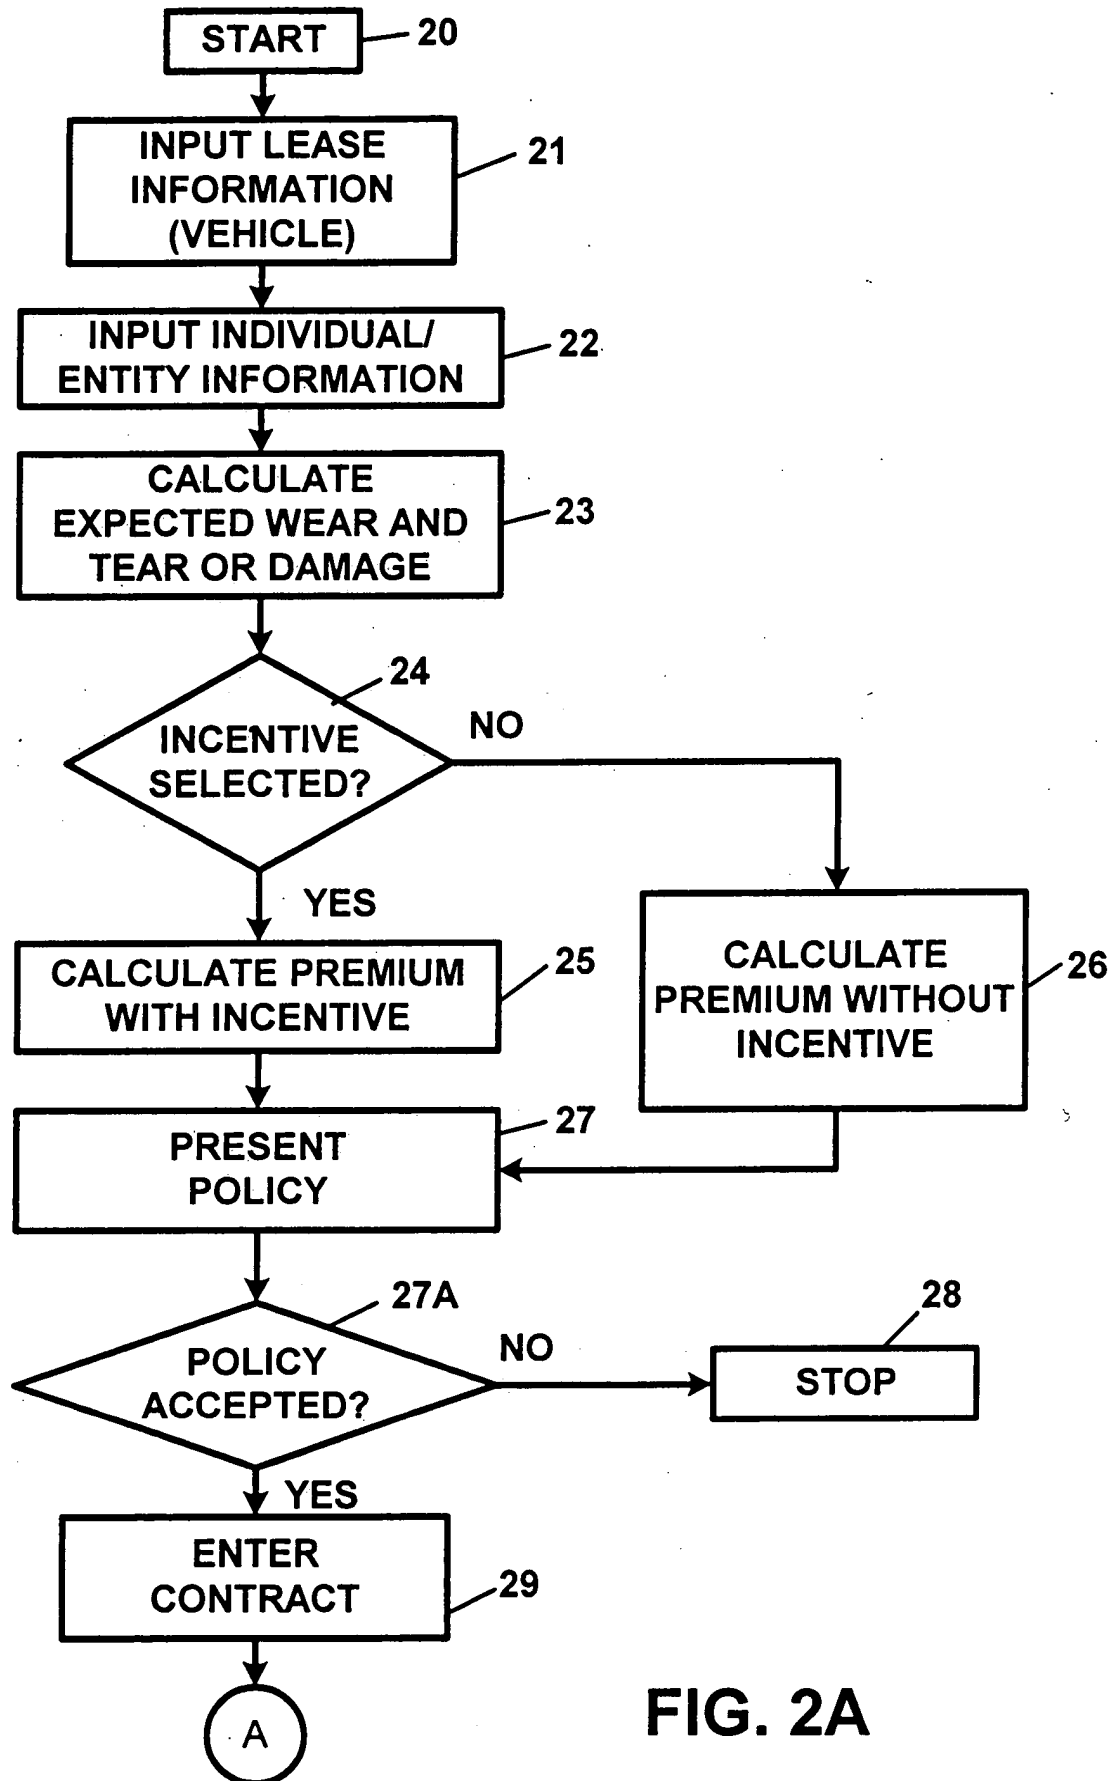 START
20
INPUT LEASE
INFORMATION
(VEHICLE)
21
INPUT INDIVIDUAL/
ENTITY INFORMATION
22
CALCULATE
EXPECTED WEAR AND
TEAR OR DAMAGE
23
24
INCENTIVE
SELECTED?
NO
YES
CALCULATE PREMIUM
WITH INCENTIVE
25
CALCULATE
PREMIUM WITHOUT
INCENTIVE
26
PRESENT
POLICY
27
27A
POLICY
ACCEPTED?
NO
28
STOP
YES
ENTER
CONTRACT
29
A
FIG. 2A